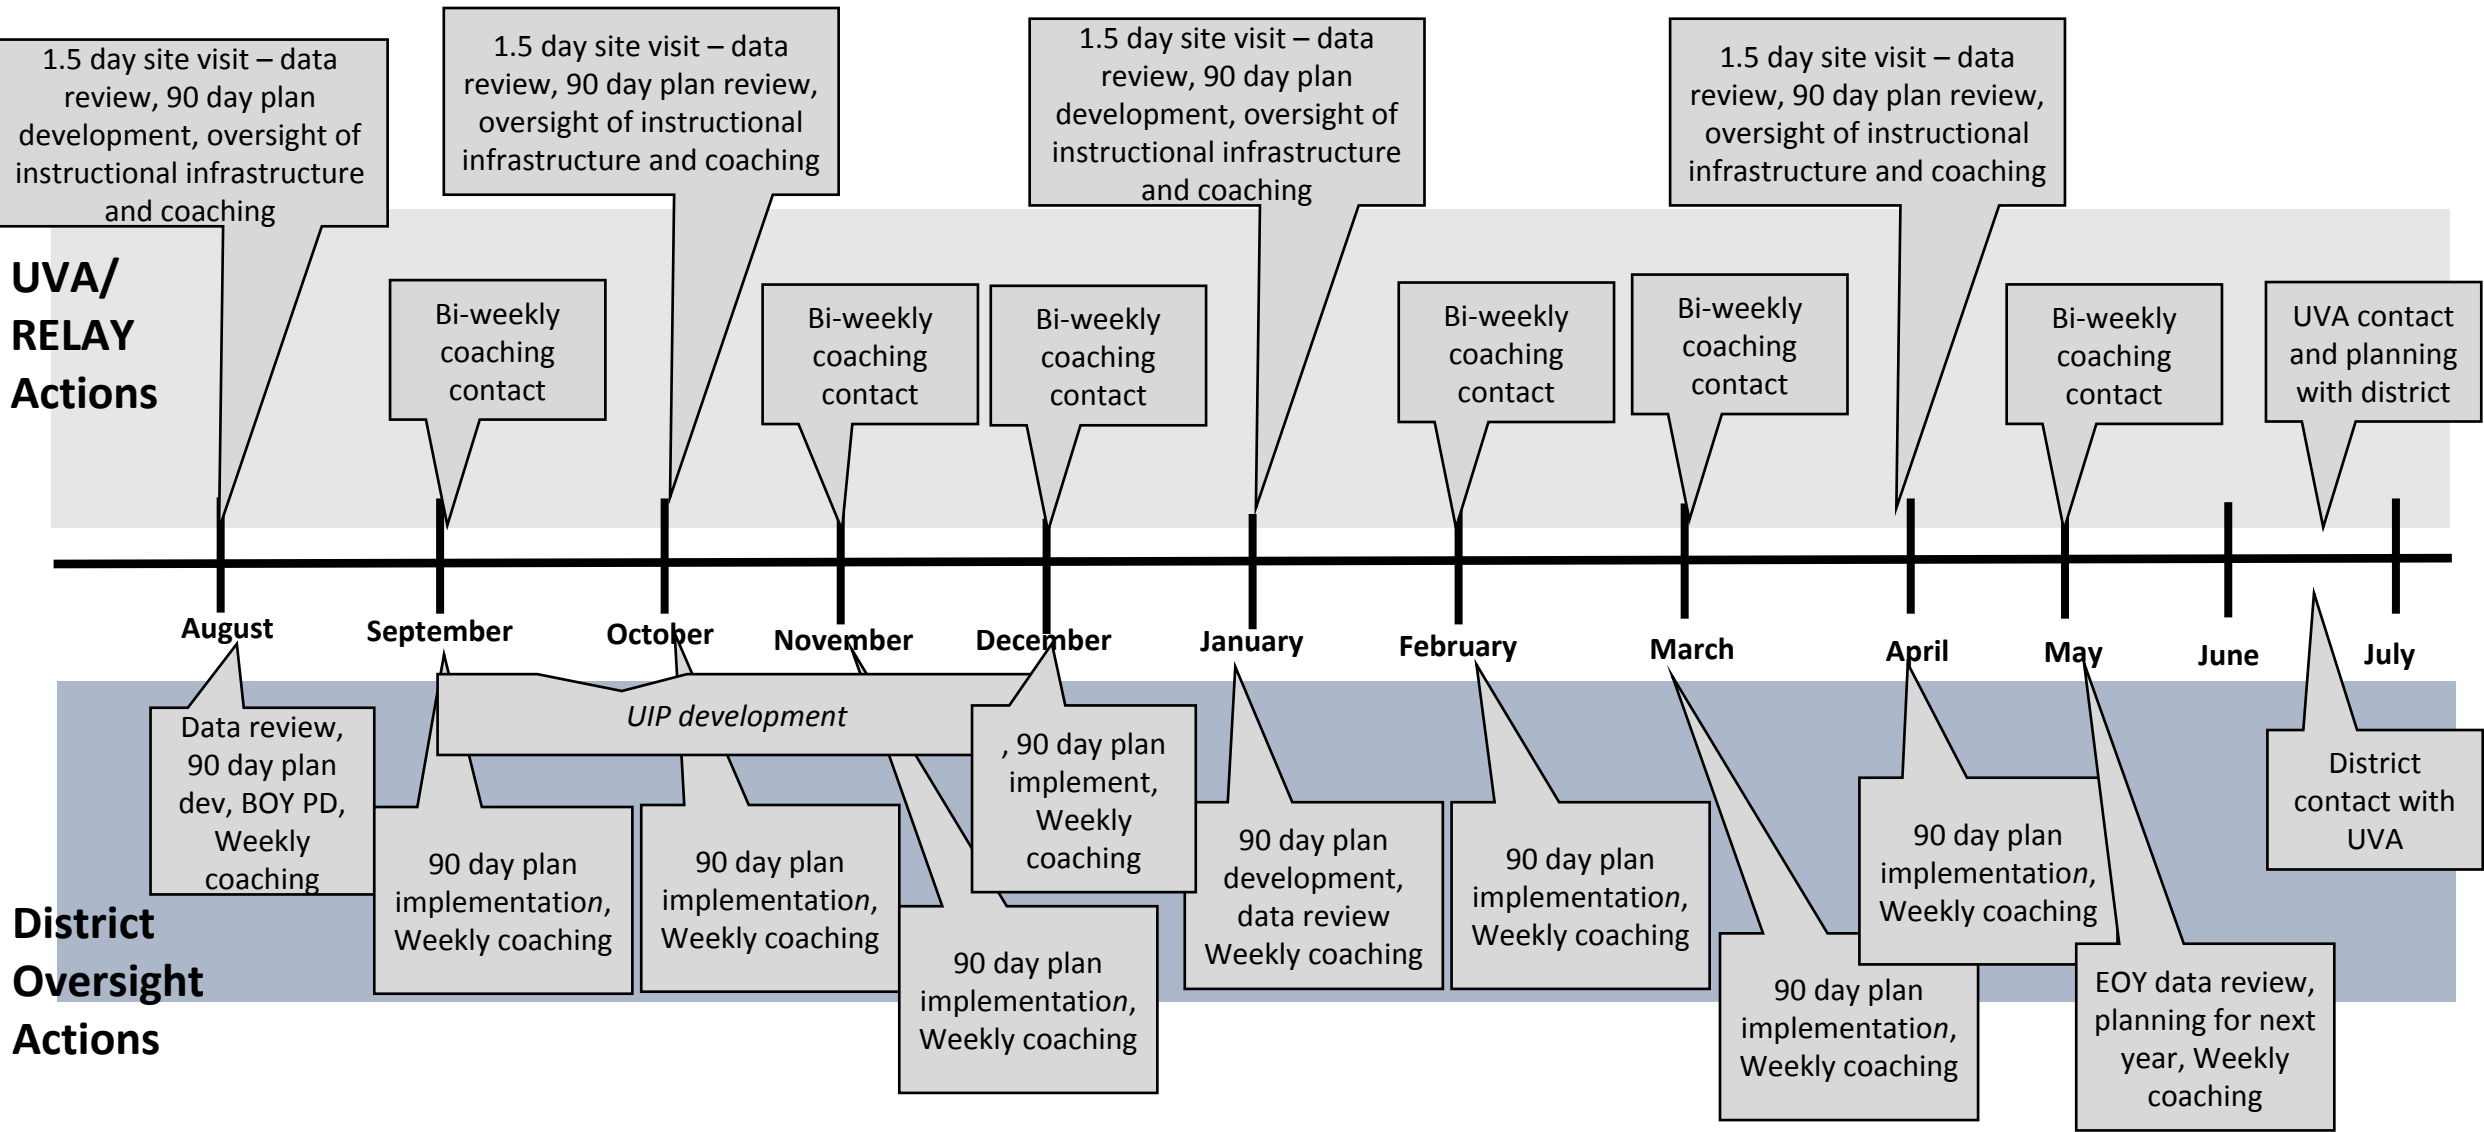 1.5 day site visit – data
review, 90 day plan
development, oversight of
instructional infrastructure
and coaching
1.5 day site visit – data
review, 90 day plan review,
oversight of instructional
infrastructure and coaching
1.5 day site visit – data
review, 90 day plan
development, oversight of
instructional infrastructure
and coaching
1.5 day site visit – data
review, 90 day plan review,
oversight of instructional
infrastructure and coaching
UVA/
RELAY
Actions
Bi-weekly
coaching
contact
Bi-weekly
coaching
contact
Bi-weekly
coaching
contact
Bi-weekly
coaching
contact
Bi-weekly
coaching
contact
Bi-weekly
coaching
contact
UVA contact
and planning
with district
August
September
October
November
December
January
February
March
April
May
June
July
UIP development
Data review,
90 day plan
dev, BOY PD,
Weekly
coaching
90 day plan
implementation,
Weekly coaching
90 day plan
implementation,
Weekly coaching
90 day plan
implementation,
Weekly coaching
, 90 day plan
implement,
Weekly
coaching
90 day plan
development,
data review
Weekly coaching
90 day plan
implementation,
Weekly coaching
90 day plan
implementation,
Weekly coaching
90 day plan
implementation,
Weekly coaching
EOY data review,
planning for next
year, Weekly
coaching
District
contact with
UVA
District
Oversight
Actions